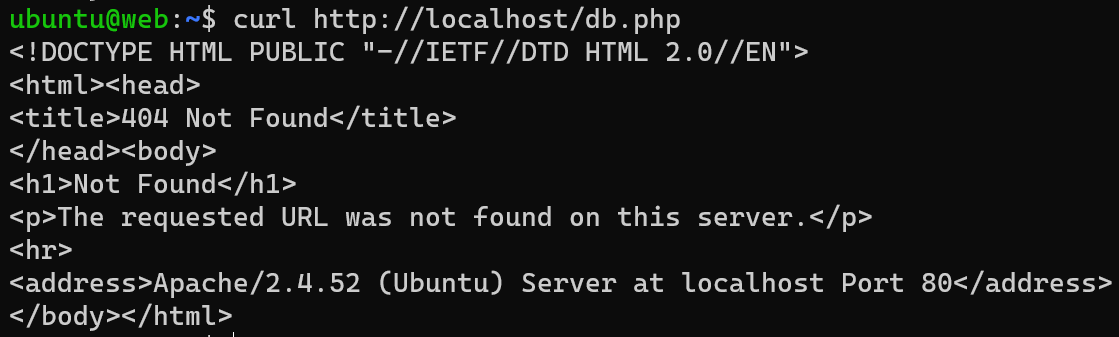 ubuntu@web:~$ curl http://localhost/db.php
<!DOCTYPE HTML PUBLIC "-//IETF//DTD HTML 2.0//EN">
<html><head>
<title>404 Not Found</title>
</head><body>
<h1>Not Found</h1>
<p>The requested URL was not found on this server.</p>
<hr>
<address>Apache/2.4.52 (Ubuntu) Server at localhost Port 80</address>
</body></html>